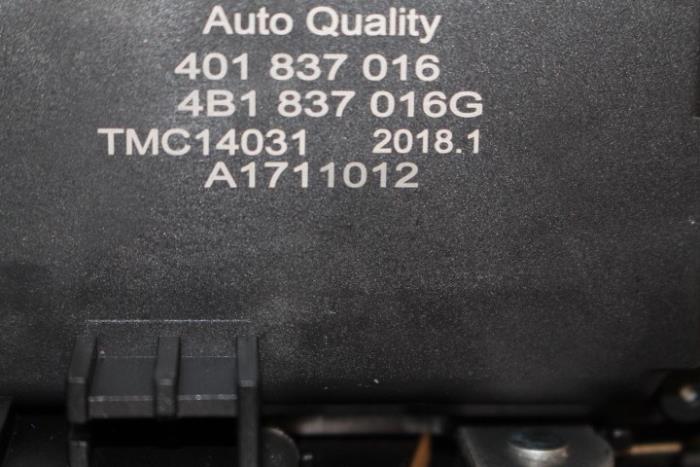 Auto Quality
401 837 016
4B1 837 016G
TMC14031 2018.1
A1711012